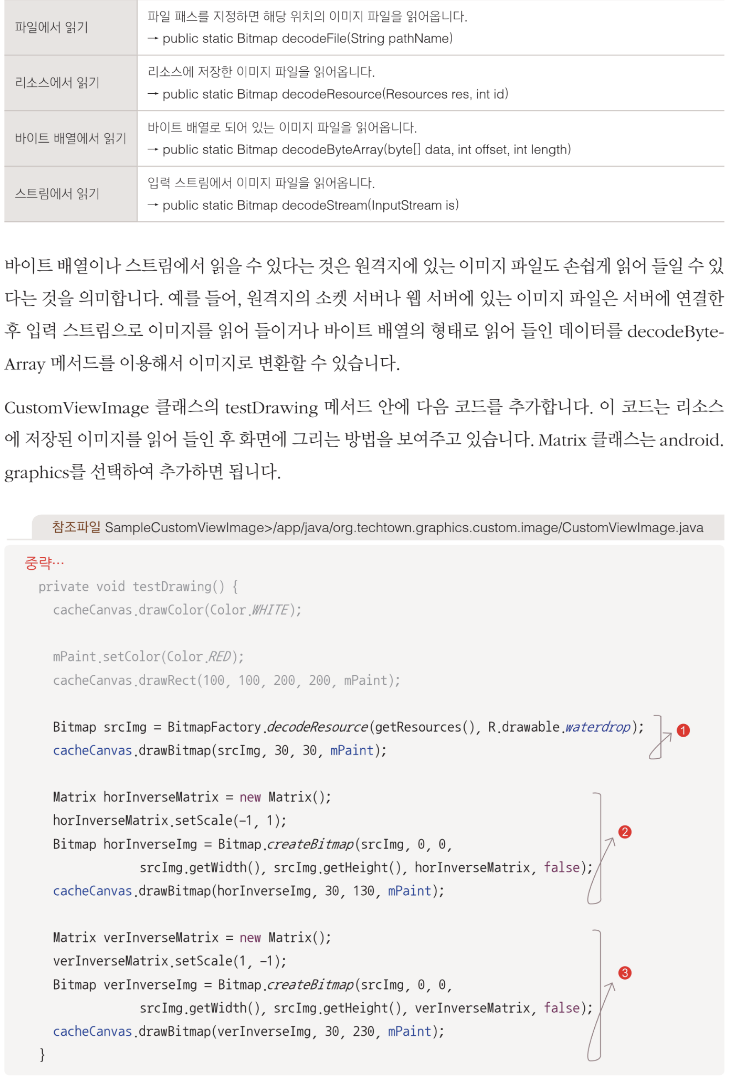 파일에서 읽기
파일 패스를 지정하면 해당 위치의 이미지 파일을 읽어옵니다.
→ public static Bitmap decodeFile(String pathName)
리소스에서 읽기
리소스에 저장한 이미지 파일을 읽어옵니다.
→ public static Bitmap decodeResource(Resources res, int id)
바이트 배열에서 읽기
바이트 배열로 되어 있는 이미지 파일을 읽어옵니다.
→ public static Bitmap decodeByteArray(byte[] data, int offset, int length)
스트림에서 읽기
입력 스트림에서 이미지 파일을 읽어옵니다.
→ public static Bitmap decodeStream(InputStream is)
바이트 배열이나 스트림에서 읽을 수 있다는 것은 원격지에 있는 이미지 파일도 손쉽게 읽어 들일 수 있
다는 것을 의미합니다. 예를 들어, 원격지의 소켓 서버나 웹 서버에 있는 이미지 파일은 서버에 연결한
후 입력 스트림으로 이미지를 읽어 들이거나 바이트 배열의 형태로 읽어 들인 데이터를 decodeByte-
Array 메서드를 이용해서 이미지로 변환할 수 있습니다.
CustomViewImage 클래스의 testDrawing 메서드 안에 다음 코드를 추가합니다. 이 코드는 리소스
에 저장된 이미지를 읽어 들인 후 화면에 그리는 방법을 보여주고 있습니다. Matrix 클래스는 android.
graphics를 선택하여 추가하면 됩니다.
참조파일 SampleCustomViewImage>/app/java/org.techtown.graphics.custom.image/CustomViewImage.java
중략…
private void testDrawing() {
cacheCanvas.drawColor(Color.WHITE);
mPaint.setColor(Color.RED);
cacheCanvas.drawRect(100, 100, 200, 200, mPaint);
Bitmap srcImg = BitmapFactory.decodeResource(getResources(), R.drawable.waterdrop); ❶
cacheCanvas.drawBitmap(srcImg, 30, 30, mPaint);
Matrix horInverseMatrix = new Matrix();
horInverseMatrix.setScale(-1, 1); ❷
Bitmap horInverseImg = Bitmap.createBitmap(srcImg, 0, 0,
srcImg.getWidth(), srcImg.getHeight(), horInverseMatrix, false);
cacheCanvas.drawBitmap(horInverseImg, 30, 130, mPaint);
Matrix verInverseMatrix = new Matrix();
verInverseMatrix.setScale(1, -1); ❸
Bitmap verInverseImg = Bitmap.createBitmap(srcImg, 0, 0,
srcImg.getWidth(), srcImg.getHeight(), verInverseMatrix, false);
cacheCanvas.drawBitmap(verInverseImg, 30, 230, mPaint);
}